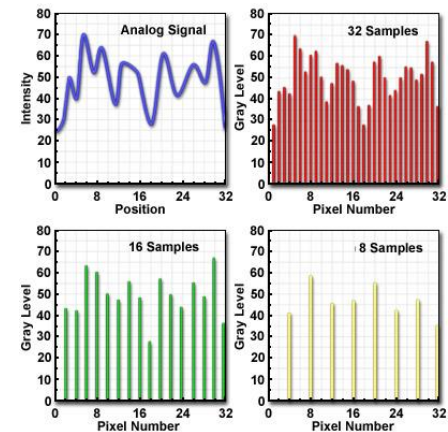 Analog Signal
80
70
60
50
40
30
20
10
0
Intensity
0 8 16 24 32
Position
32 Samples
80
70
60
50
40
30
20
10
0
Gray Level
0 8 16 24 32
Pixel Number
16 Samples
80
70
60
50
40
30
20
10
0
Gray Level
0 8 16 24 32
Pixel Number
8 Samples
80
70
60
50
40
30
20
10
0
Gray Level
0 8 16 24 32
Pixel Number